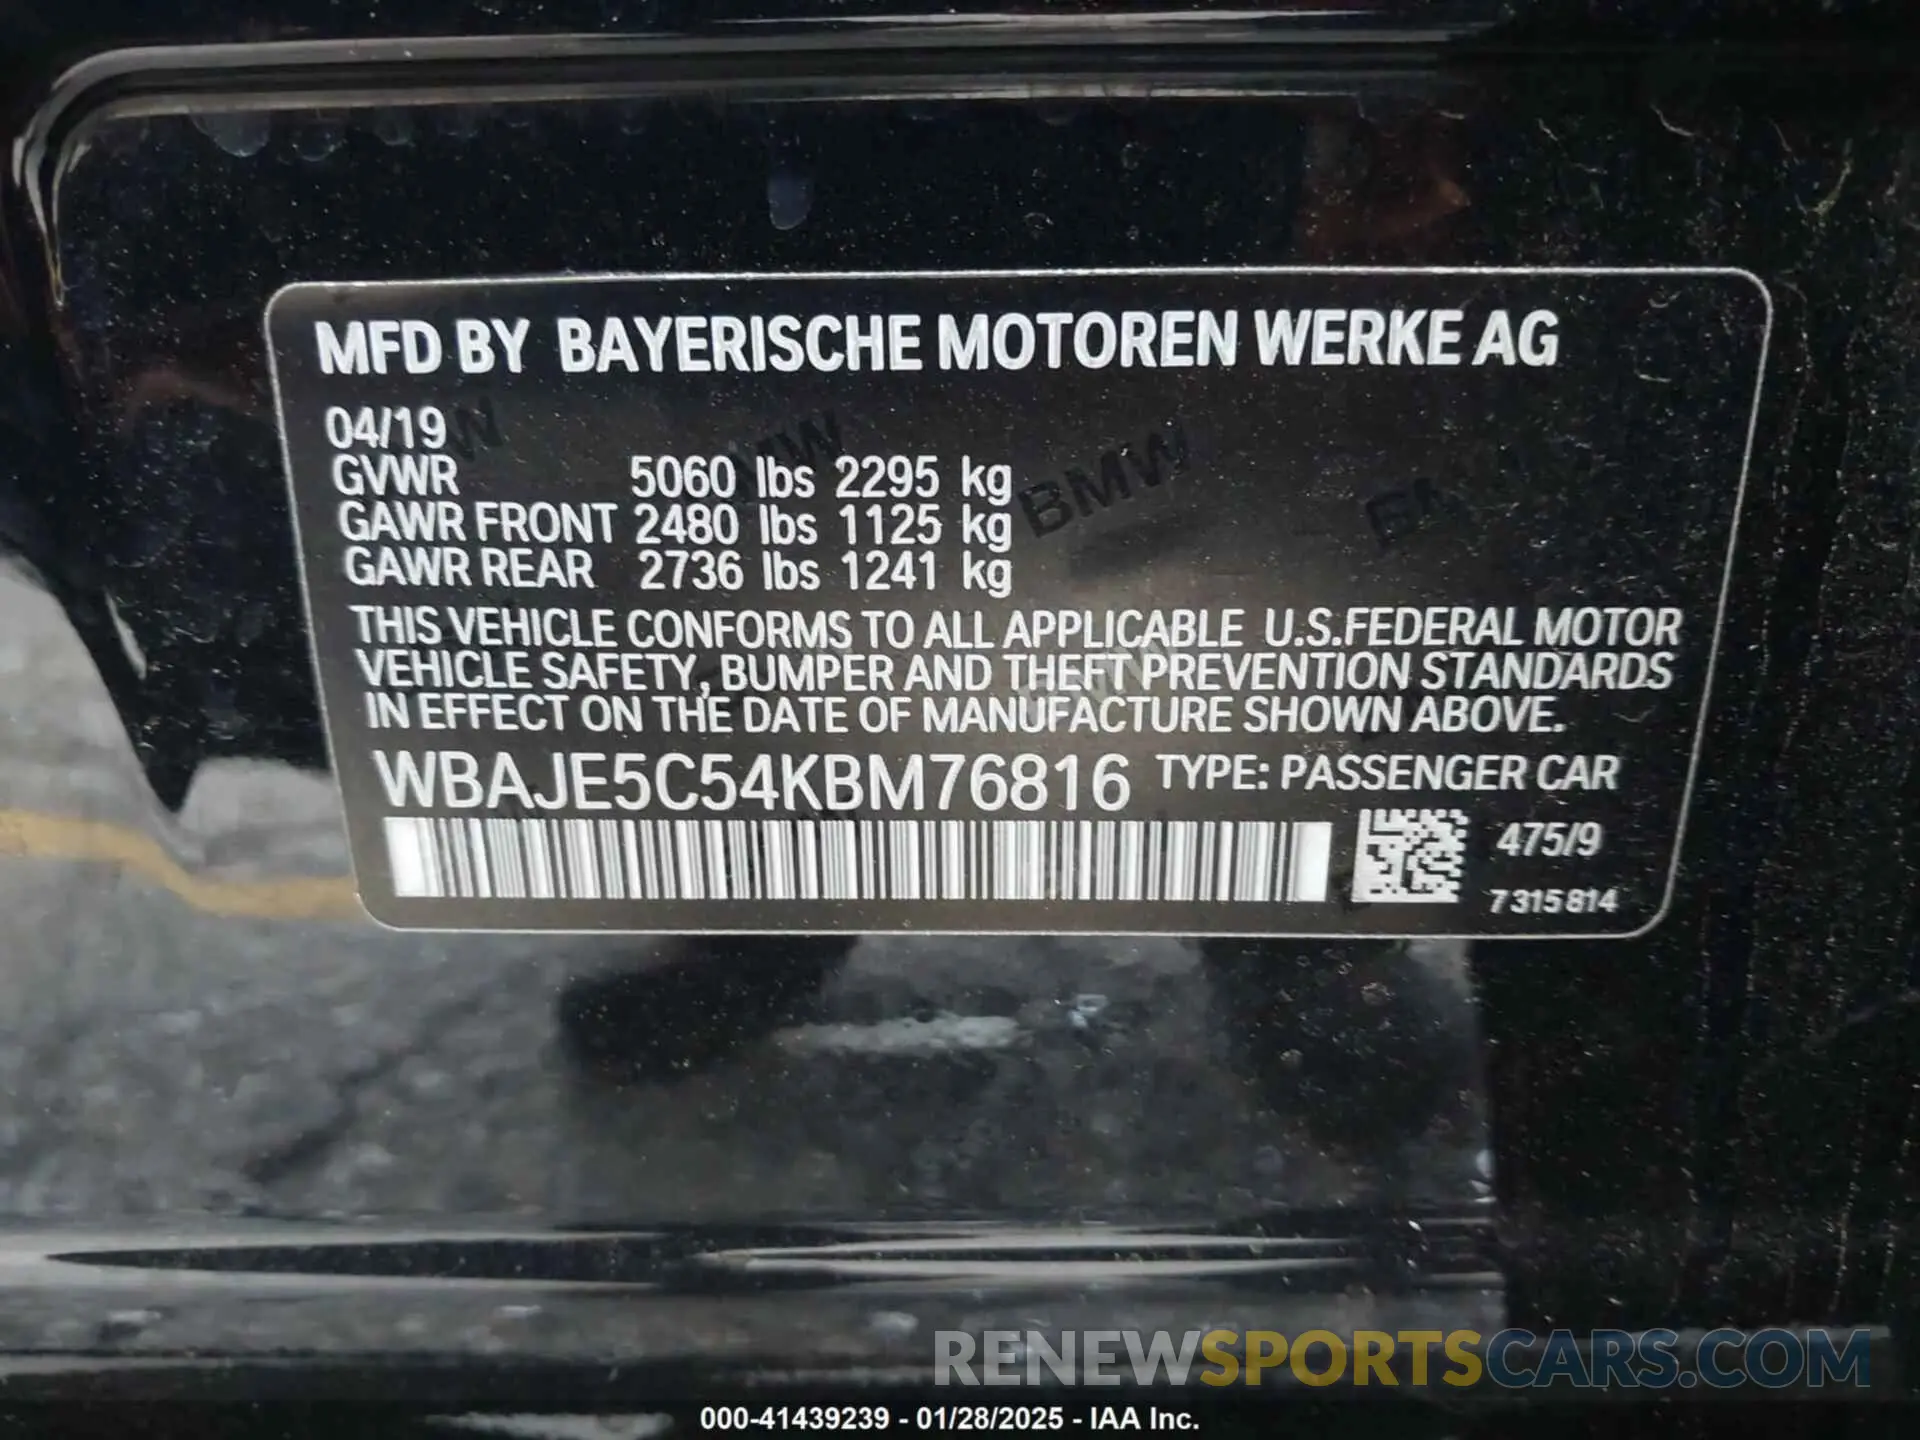 MFD BY BAYERISCHE MOTOREN WERKE AG
04/19
GVWR 5060 lbs 2295 kg
GAWR FRONT 2480 lbs 1125 kg
GAWR REAR 2736 lbs 1241 kg
THIS VEHICLE CONFORMS TO ALL APPLICABLE U.S.FEDERAL MOTOR
VEHICLE SAFETY, BUMPER AND THEFT PREVENTION STANDARDS
IN EFFECT ON THE DATE OF MANUFACTURE SHOWN ABOVE.
WBAJE5C54KBM76816 TYPE: PASSENGER CAR
475/9
7315814
RENEWSPORTSCARS.COM
000-41439239 - 01/28/2025 - IAA Inc.